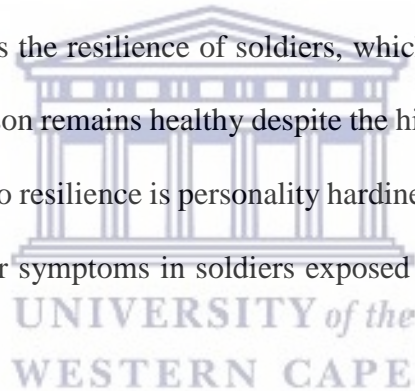 s the resilience of soldiers, whic
on remains healthy despite the hi
o resilience is personality hardine
r symptoms in soldiers exposed
UNIVERSITY of the
WESTERN CAPE